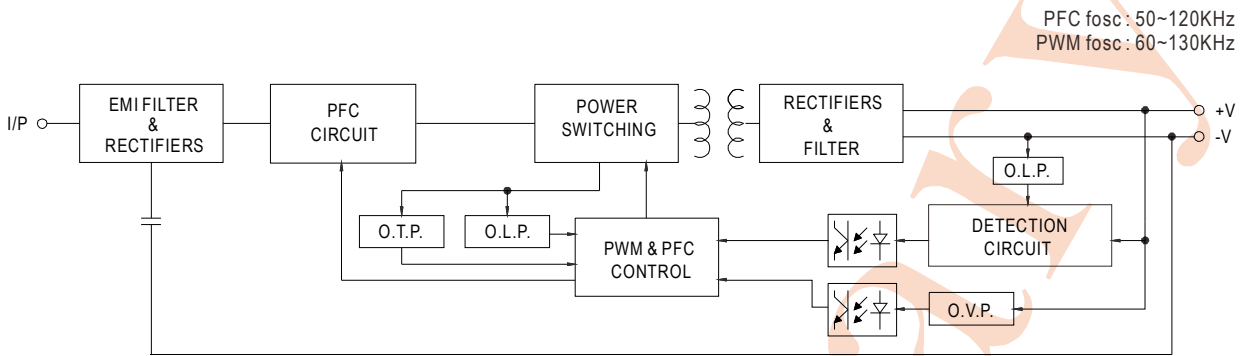 PFC fosc : 50~120KHz
PWM fosc : 60~130KHz
I/P
EMI FILTER
&
RECTIFIERS
PFC
CIRCUIT
POWER
SWITCHING
RECTIFIERS
&
FILTER
+V
-V
O.L.P.
O.T.P.
O.L.P.
PWM & PFC
CONTROL
DETECTION
CIRCUIT
O.V.P.